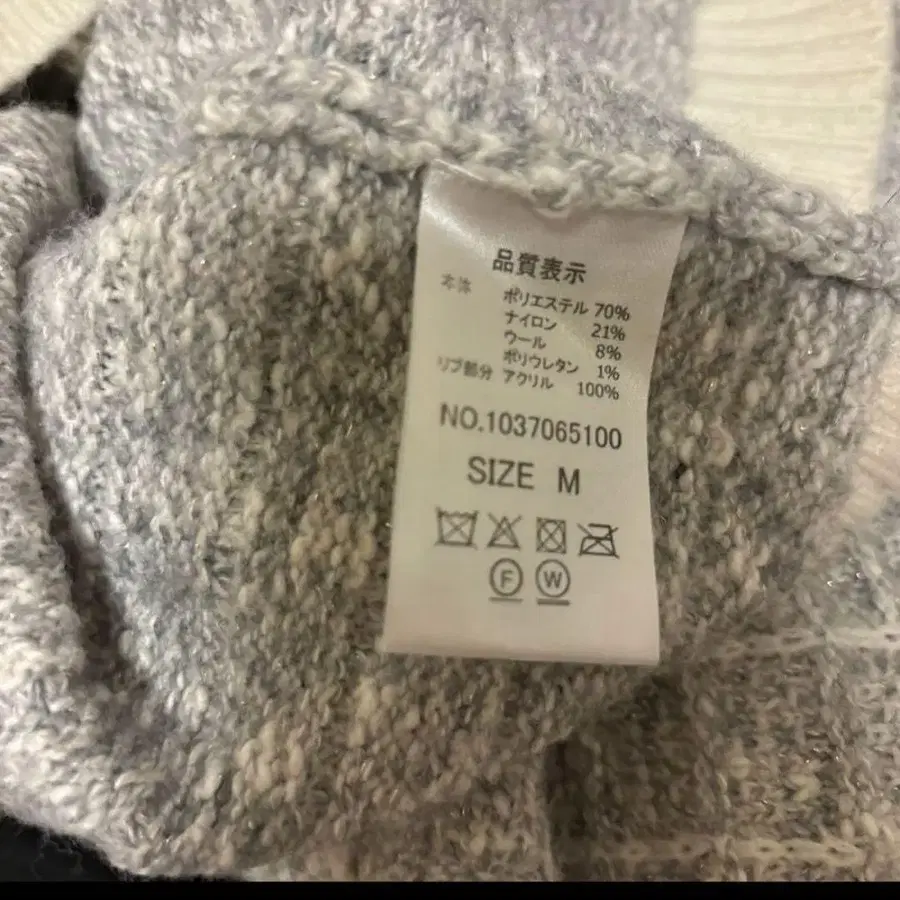 品質表示
本体 ポリエステル 70%
ナイロン 21%
ウール 8%
ポリウレタン 1%
リブ部分 アクリル 100%
NO.1037065100
SIZE M
F W